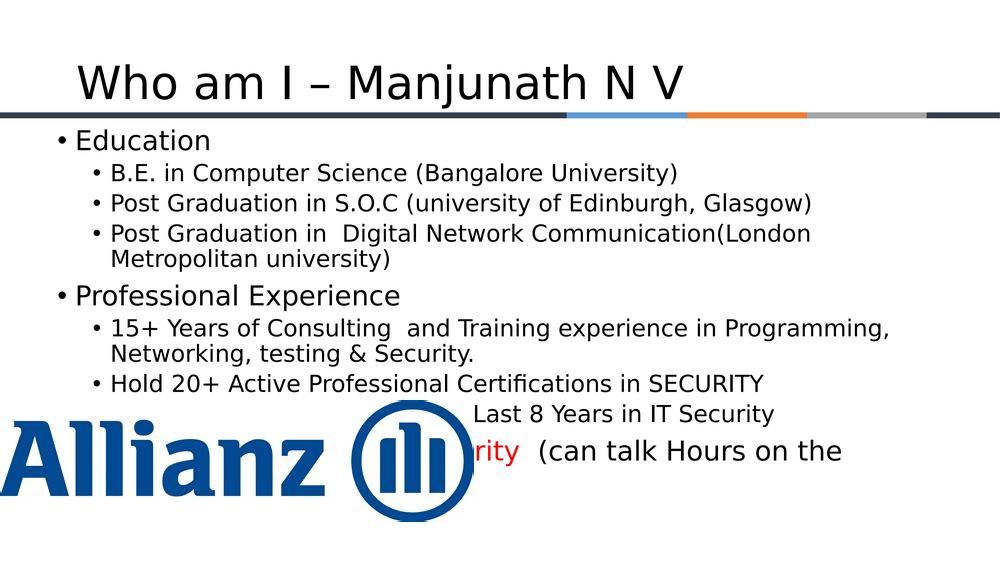 Who am I – Manjunath N V
• Education
• B.E. in Computer Science (Bangalore University)
• Post Graduation in S.O.C (university of Edinburgh, Glasgow)
• Post Graduation in  Digital Network Communication(London
Metropolitan university)
• Professional Experience
• 15+ Years of Consulting  and Training experience in Programming,
Networking, testing & Security.
• Hold 20+ Active Professional Certifications in SECURITY
Last 8 Years in IT Security
rity  (can talk Hours on the
Allianz